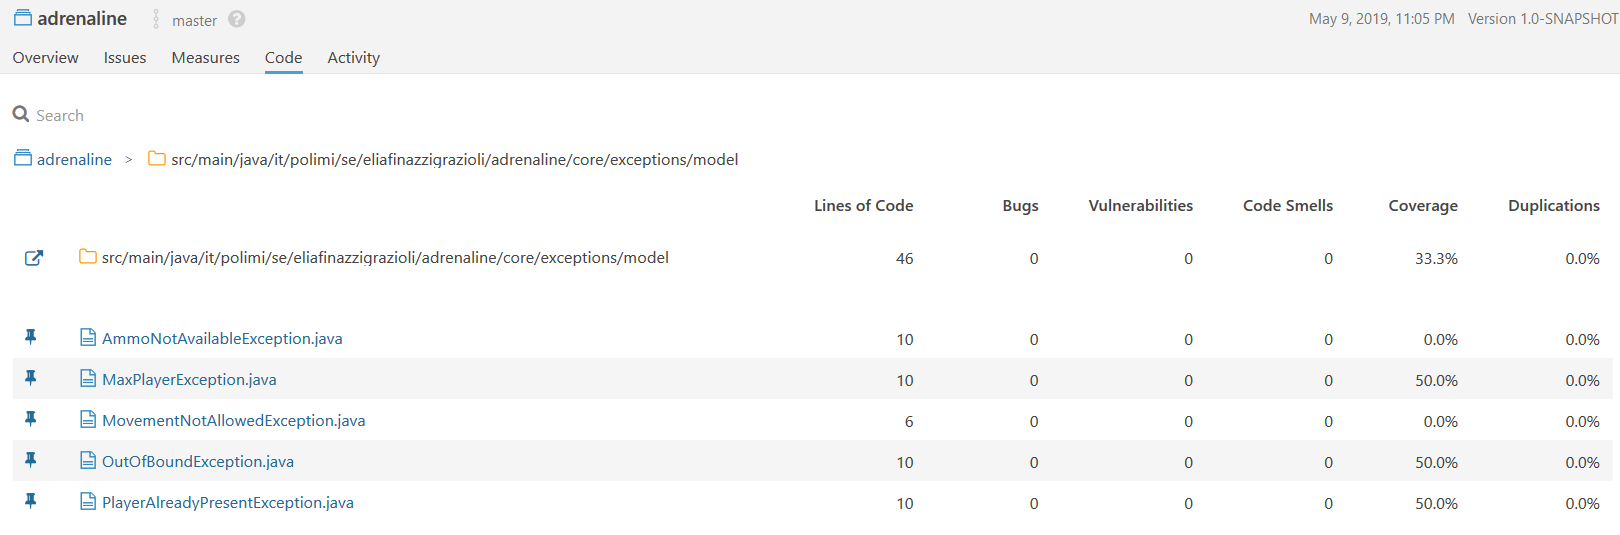 adrenaline master ? May 9, 2019, 11:05 PM Version 1.0-SNAPSHOT
Overview Issues Measures Code Activity
Search
adrenaline > src/main/java/it/polimi/se/eliafinazzigrazioli/adrenaline/core/exceptions/model
Lines of Code Bugs Vulnerabilities Code Smells Coverage Duplications
src/main/java/it/polimi/se/eliafinazzigrazioli/adrenaline/core/exceptions/model 46 0 0 0 33.3% 0.0%
AmmoNotAvailableException.java 10 0 0 0 0.0% 0.0%
MaxPlayerException.java 10 0 0 0 50.0% 0.0%
MovementNotAllowedException.java 6 0 0 0 0.0% 0.0%
OutOfBoundException.java 10 0 0 0 50.0% 0.0%
PlayerAlreadyPresentException.java 10 0 0 0 50.0% 0.0%